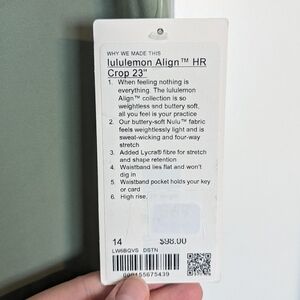 WHY WE MADE THIS
lululemon Align™ HR
Crop 23"
1. When feeling nothing is
everything. The lululemon
Align™ collection is so
weightless and buttery soft,
all you feel is your practice
2. Our buttery-soft Nulu™ fabric
feels weightlessly light and is
sweat-wicking and four-way
stretch
3. Added Lycra® fibre for stretch
and shape retention
4. Waistband lies flat and won't
dig in
5. Waistband pocket holds your key
or card
6. High rise,
14 $98.00
LW6BQVS DSTN